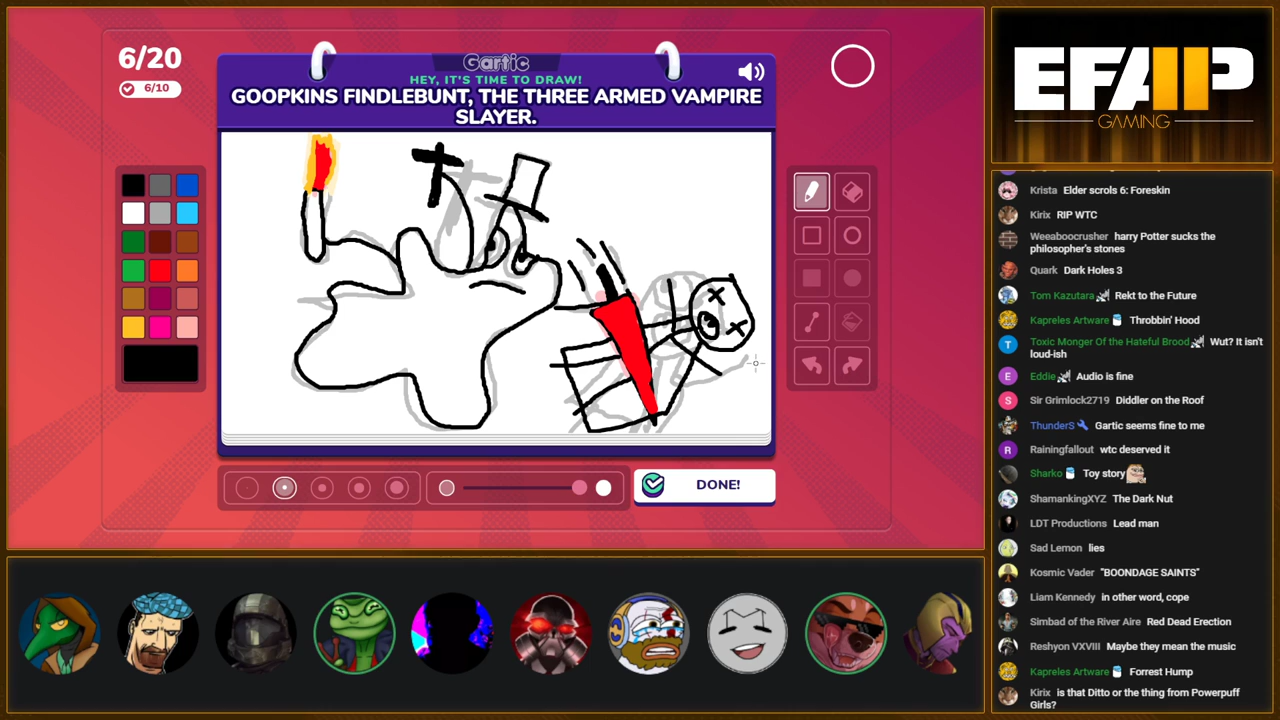 6/20
6/10
Gartic
HEY, IT'S TIME TO DRAW!
GOOPKINS FINDLEBUNT, THE THREE ARMED VAMPIRE
SLAYER.
DONE!
EFAP
GAMING
Krista Elder scrols 6: Foreskin
Kirix RIP WTC
Weeaboocrusher harry Potter sucks the
philosopher's stones
Quark Dark Holes 3
Tom Kazutara Rekt to the Future
Kapreles Artware Throbbin' Hood
Toxic Monger Of the Hateful Brood Wut? It isn't
loud-ish
Eddie Audio is fine
Sir Grimlock2719 Diddler on the Roof
ThunderS Gartic seems fine to me
Rainingfallout wtc deserved it
Sharko Toy story
ShamankingXYZ The Dark Nut
LDT Productions Lead man
Sad Lemon lies
Kosmic Vader "BOONDAGE SAINTS"
Liam Kennedy in other word, cope
Simbad of the River Aire Red Dead Erection
Reshyon VXVIII Maybe they mean the music
Kapreles Artware Forrest Hump
Kirix is that Ditto or the thing from Powerpuff
Girls?